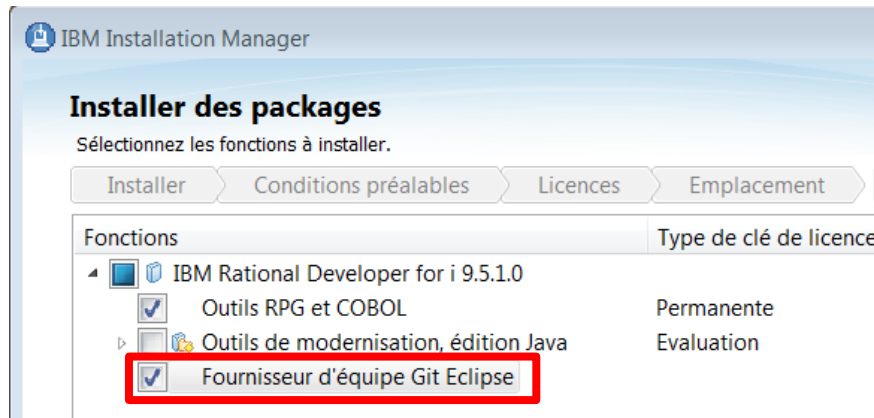 IBM Installation Manager
Installer des packages
Sélectionnez les fonctions à installer.
Installer Conditions préalables Licences Emplacement
Fonctions Type de clé de licence
IBM Rational Developer for i 9.5.1.0
Outils RPG et COBOL Permanente
Outils de modernisation, édition Java Evaluation
Fournisseur d'équipe Git Eclipse